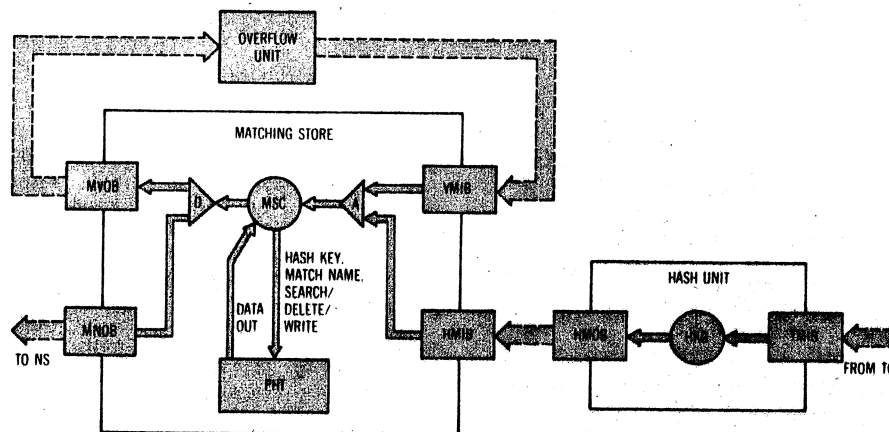 OVERFLOW
UNIT
MATCHING STORE
MVOB
D
MSC
A
VMIB
HASH KEY,
MATCH NAME,
SEARCH/
DELETE/
WRITE
DATA
OUT
HASH UNIT
MNOB
HMIB
HMOB
TO NS
PHT
FROM TO